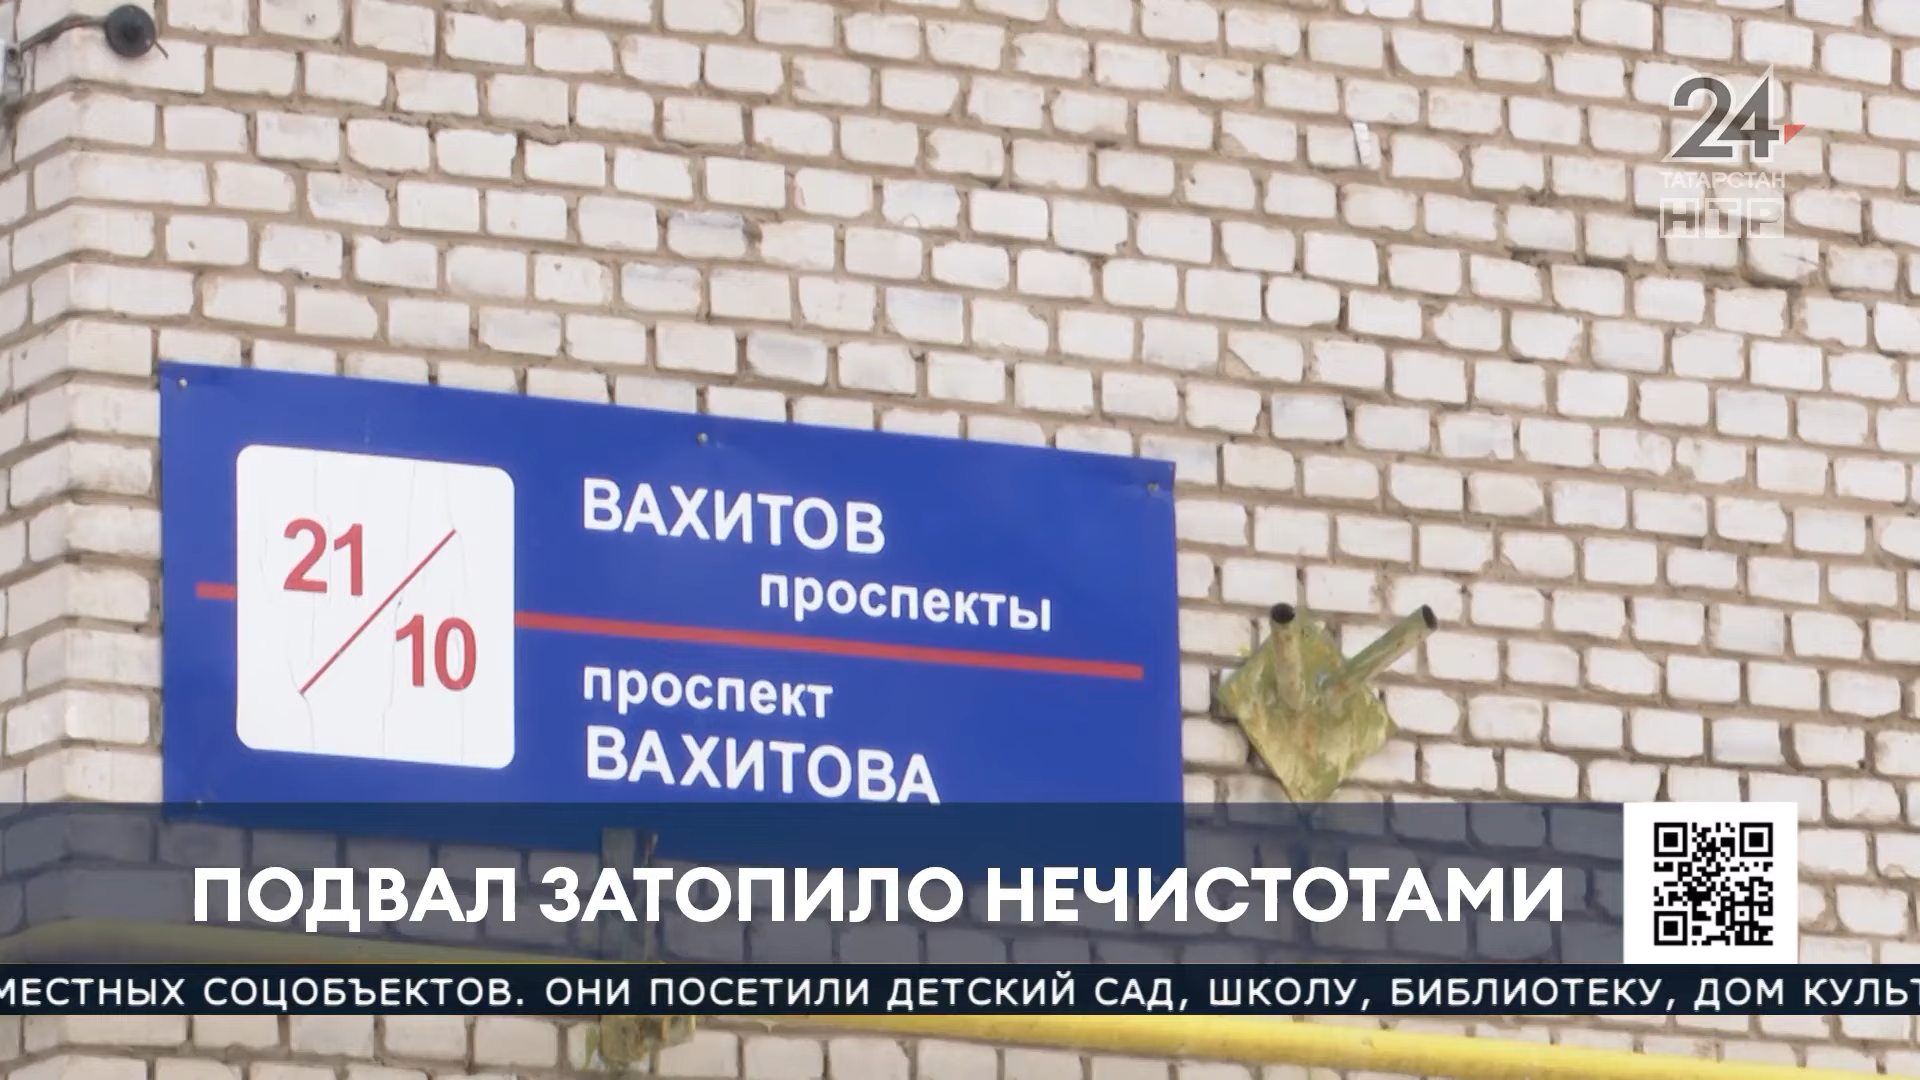 24
ТАТАРСТАН
НТР
21/10
ВАХИТОВ
проспекты
проспект
ВАХИТОВА
ПОДВАЛ ЗАТОПИЛО НЕЧИСТОТАМИ
МЕСТНЫХ СОЦОБЪЕКТОВ. ОНИ ПОСЕТИЛИ ДЕТСКИЙ САД, ШКОЛУ, БИБЛИОТЕКУ, ДОМ КУЛЬТ